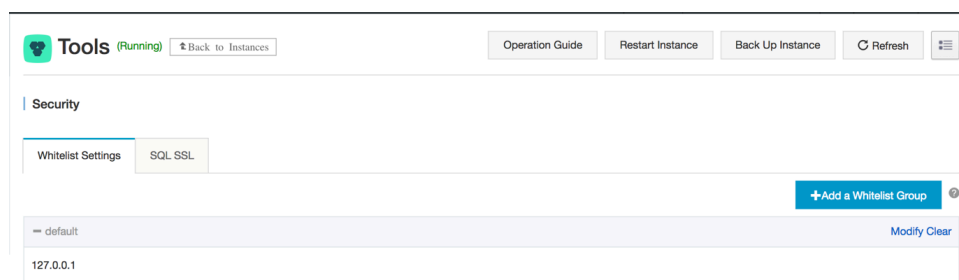 Tools (Running) Back to Instances Operation Guide Restart Instance Back Up Instance Refresh
Security
Whitelist Settings SQL SSL
+Add a Whitelist Group ?
default Modify Clear
127.0.0.1